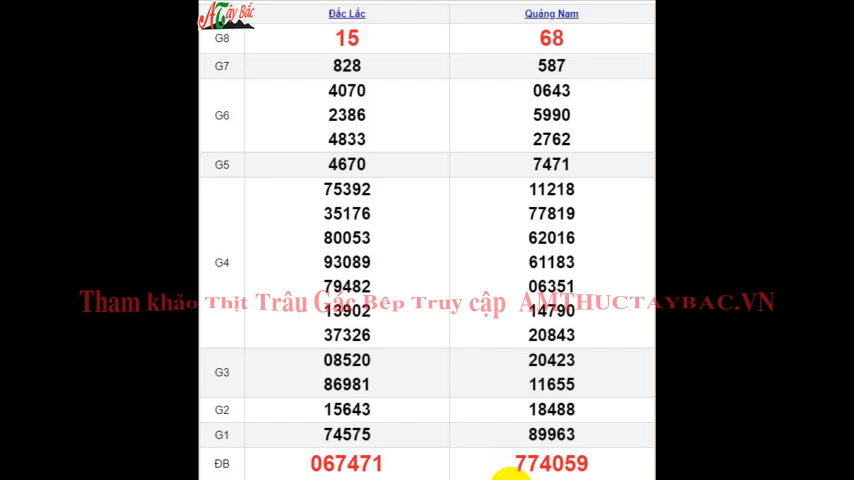 ATây Bắc
Đắc Lắc Quảng Nam
G8 15 68
G7 828 587
4070 0643
G6 2386 5990
4833 2762
G5 4670 7471
75392 11218
35176 77819
80053 62016
G4 93089 61183
79482 06351
Tham khảo Thịt Trâu Gác Bếp Truy cập AMTHUCTAYBAC.VN
13902 14790
37326 20843
G3 08520 20423
86981 11655
G2 15643 18488
G1 74575 89963
ĐB 067471 774059